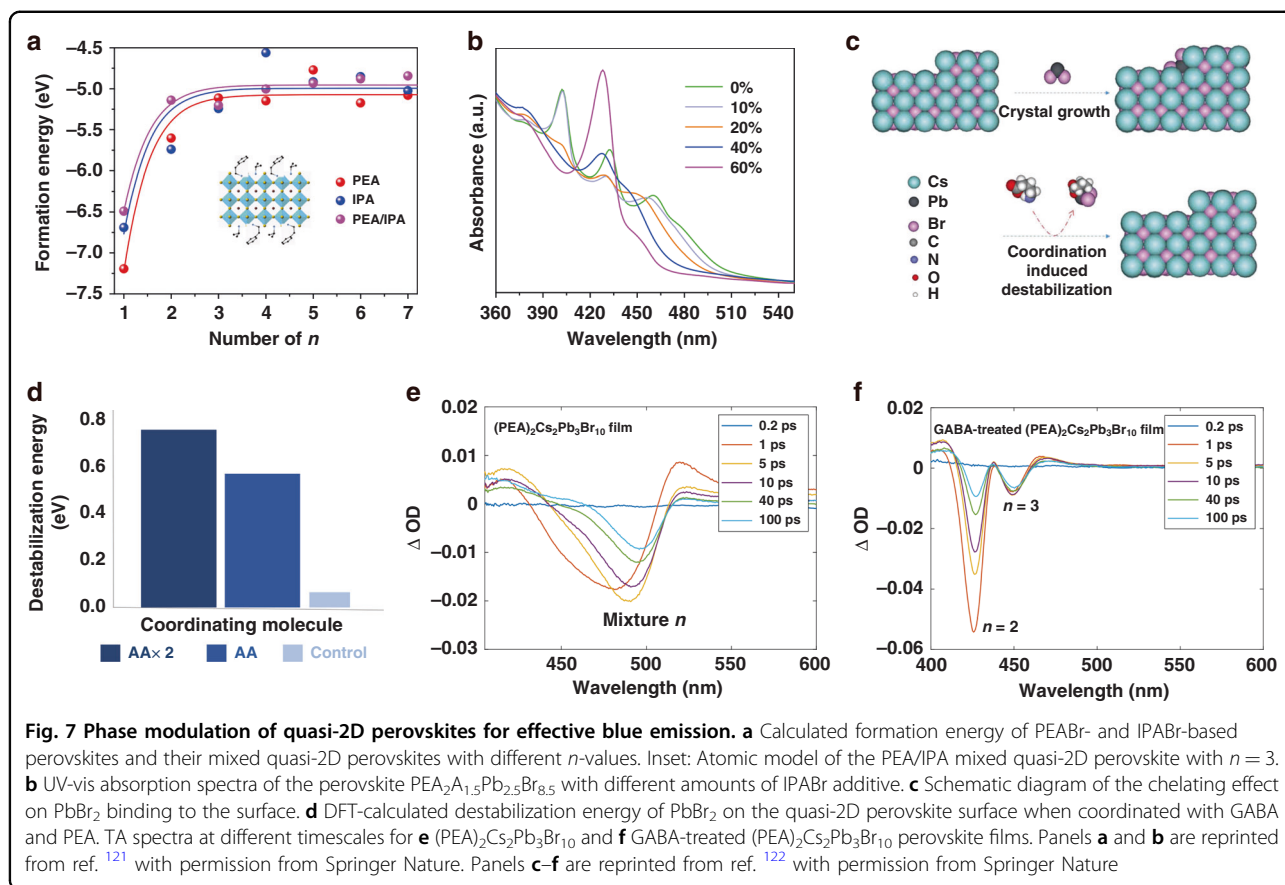 a
Formation energy (eV)
−4.5
−5.0
−5.5
−6.0
−6.5
−7.0
−7.5
PEA
IPA
PEA/IPA
1 2 3 4 5 6 7
Number of n
b
Absorbance (a.u.)
0%
10%
20%
40%
60%
360 390 420 450 480 510 540
Wavelength (nm)
c
Crystal growth
Cs
Pb
Br
C
N
O
H
Coordination
induced
destabilization
d
Destabilization energy
(eV)
0.8
0.6
0.4
0.2
0.0
Coordinating molecule
AA× 2 AA Control
e
Δ OD
0.02
0.01
0
−0.01
−0.02
−0.03
(PEA)2Cs2Pb3Br10 film
0.2 ps
1 ps
5 ps
10 ps
40 ps
100 ps
Mixture n
450 500 550 600
Wavelength (nm)
f
Δ OD
0.02
0
−0.02
−0.04
−0.06
GABA-treated (PEA)2Cs2Pb3Br10 film
0.2 ps
1 ps
5 ps
10 ps
40 ps
100 ps
n = 3
n = 2
400 450 500 550 600
Wavelength (nm)
Fig. 7 Phase modulation of quasi-2D perovskites for effective blue emission. a Calculated formation energy of PEABr- and IPABr-based
perovskites and their mixed quasi-2D perovskites with different n-values. Inset: Atomic model of the PEA/IPA mixed quasi-2D perovskite with n = 3.
b UV-vis absorption spectra of the perovskite PEA2A1.5Pb2.5Br8.5 with different amounts of IPABr additive. c Schematic diagram of the chelating effect
on PbBr2 binding to the surface. d DFT-calculated destabilization energy of PbBr2 on the quasi-2D perovskite surface when coordinated with GABA
and PEA. TA spectra at different timescales for e (PEA)2Cs2Pb3Br10 and f GABA-treated (PEA)2Cs2Pb3Br10 perovskite films. Panels a and b are reprinted
from ref. 121 with permission from Springer Nature. Panels c–f are reprinted from ref. 122 with permission from Springer Nature